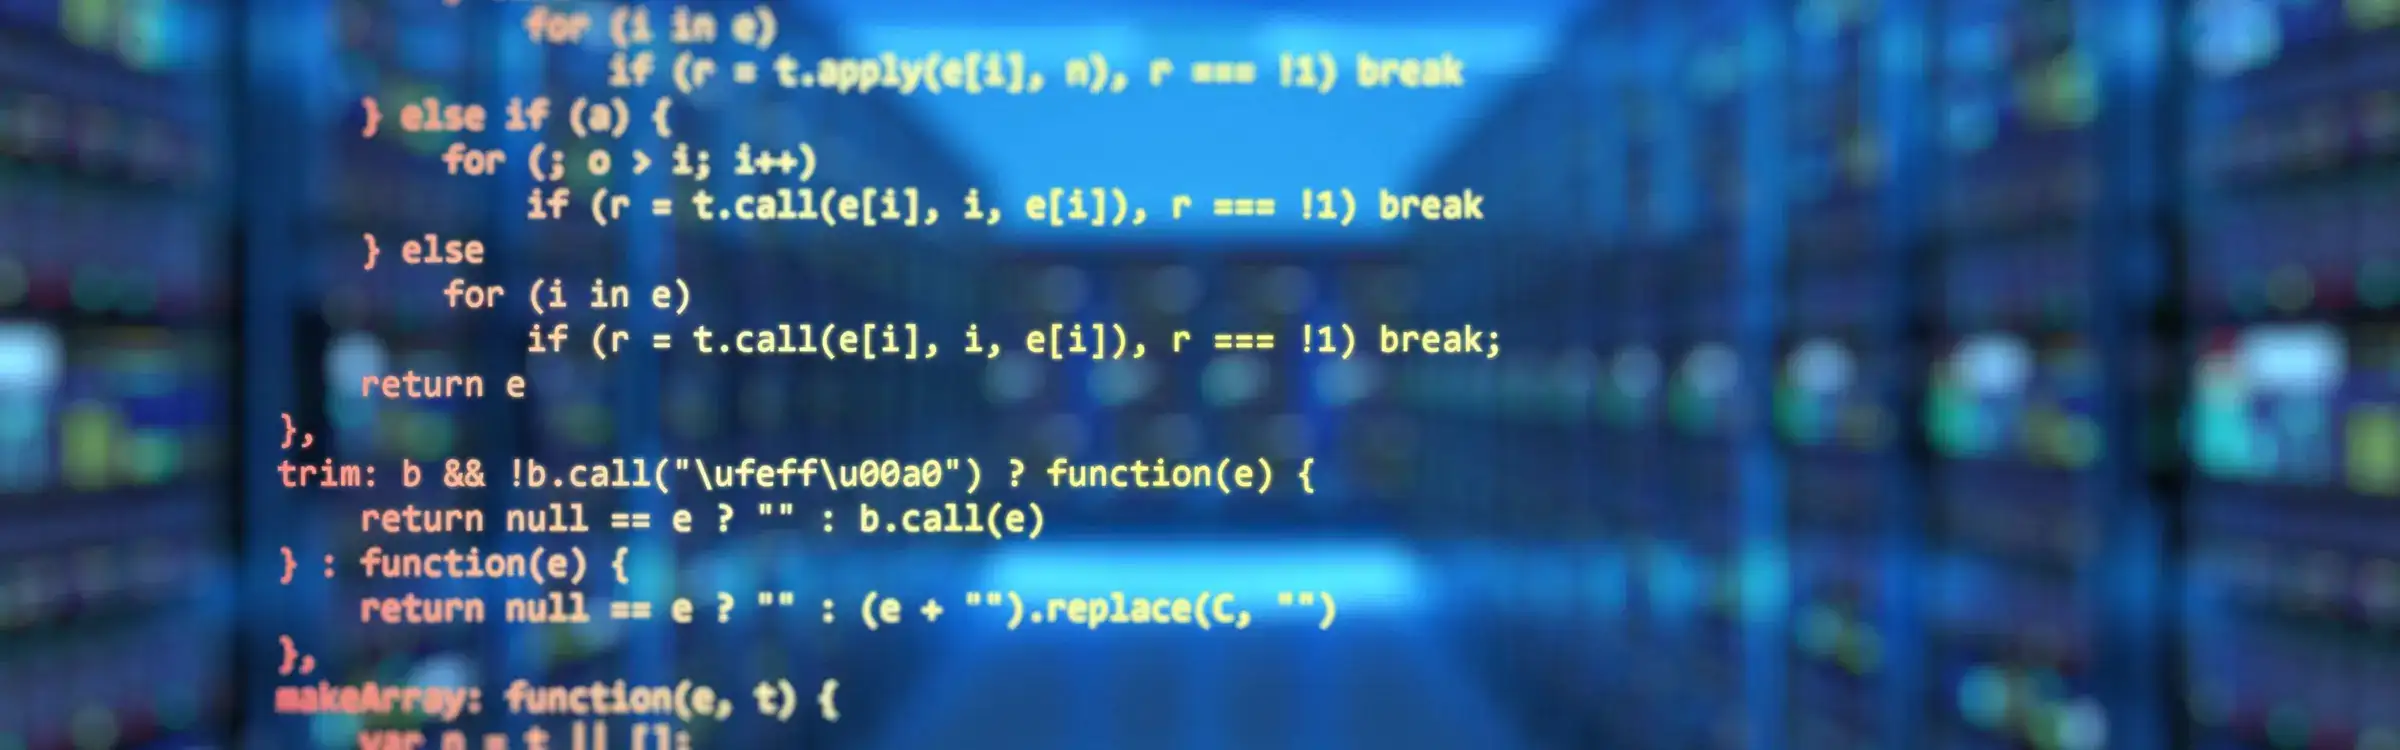 for (i in e)
if (r = t.apply(e[i], n), r === !1) break
} else if (a) {
for (; o > i; i++)
if (r = t.call(e[i], i, e[i]), r === !1) break
} else
for (i in e)
if (r = t.call(e[i], i, e[i]), r === !1) break;
return e
},
trim: b && !b.call("\ufeff\u00a0") ? function(e) {
return null == e ? "" : b.call(e)
} : function(e) {
return null == e ? "" : (e + "").replace(C, "")
},
makeArray: function(e, t) {
var n = t || [];